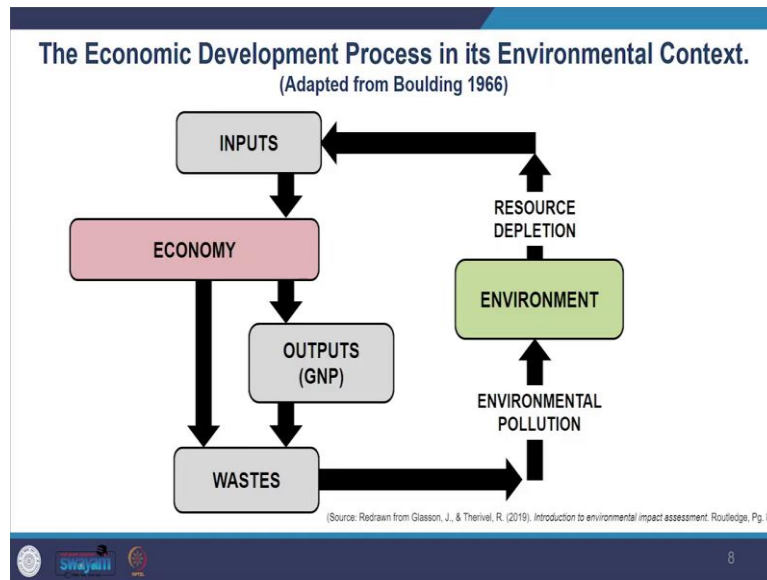 The Economic Development Process in its Environmental Context.
(Adapted from Boulding 1966)
INPUTS
RESOURCE
DEPLETION
ECONOMY
ENVIRONMENT
OUTPUTS
(GNP)
ENVIRONMENTAL
POLLUTION
WASTES
(Source: Redrawn from Glasson, J., & Therivel, R. (2019). Introduction to environmental impact assessment. Routledge, Pg.
swayam
8